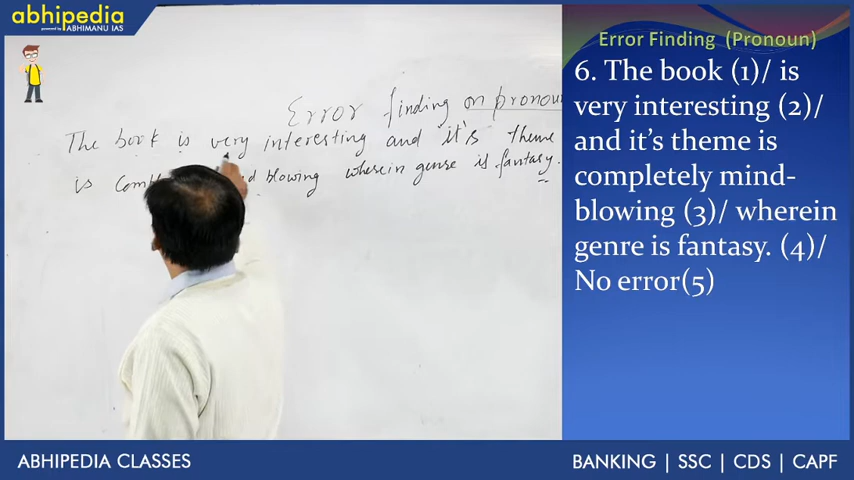 abhipedia
powered by ABHIMANU IAS
Error finding on pronoun
The book is very interesting and it's theme
is blowing wherein genre is fantasy.
Error Finding (Pronoun)
6. The book (1)/ is
very interesting (2)/
and it's theme is
completely mind-
blowing (3)/ wherein
genre is fantasy. (4)/
No error(5)
ABHIPEDIA CLASSES
BANKING | SSC | CDS | CAPF